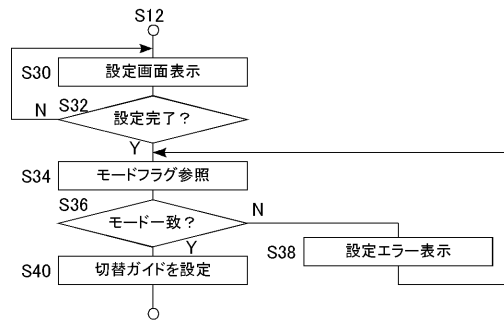 S12
S30
設定画面表示
N
S32
設定完了?
Y
S34
モードフラグ参照
S36
モード一致?
N
Y
S38
設定エラー表示
S40
切替ガイドを設定